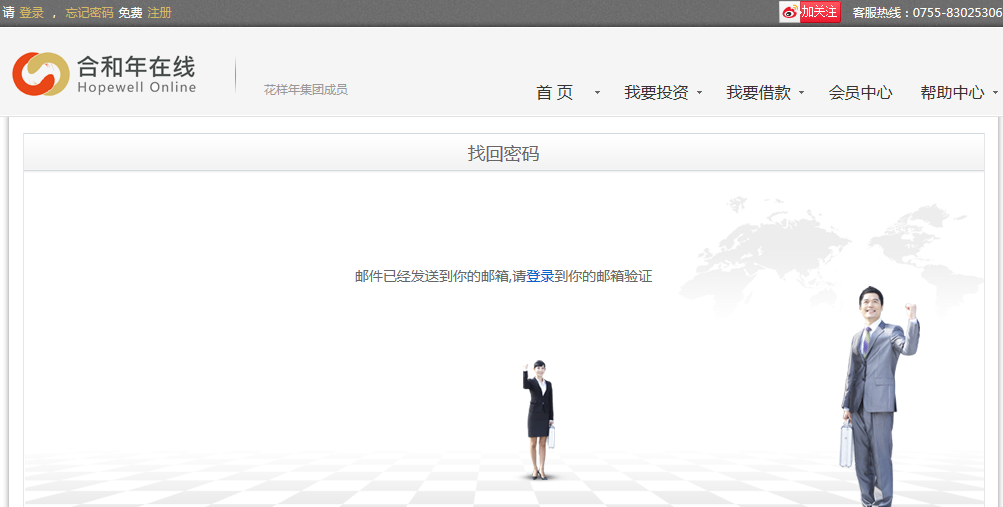 请 登录 ， 忘记密码 免费 注册
加关注 客服热线：0755-83025306
合和年在线
Hopewell Online
花样年集团成员
首 页 我要投资 我要借款 会员中心 帮助中心
找回密码
邮件已经发送到你的邮箱,请登录到你的邮箱验证